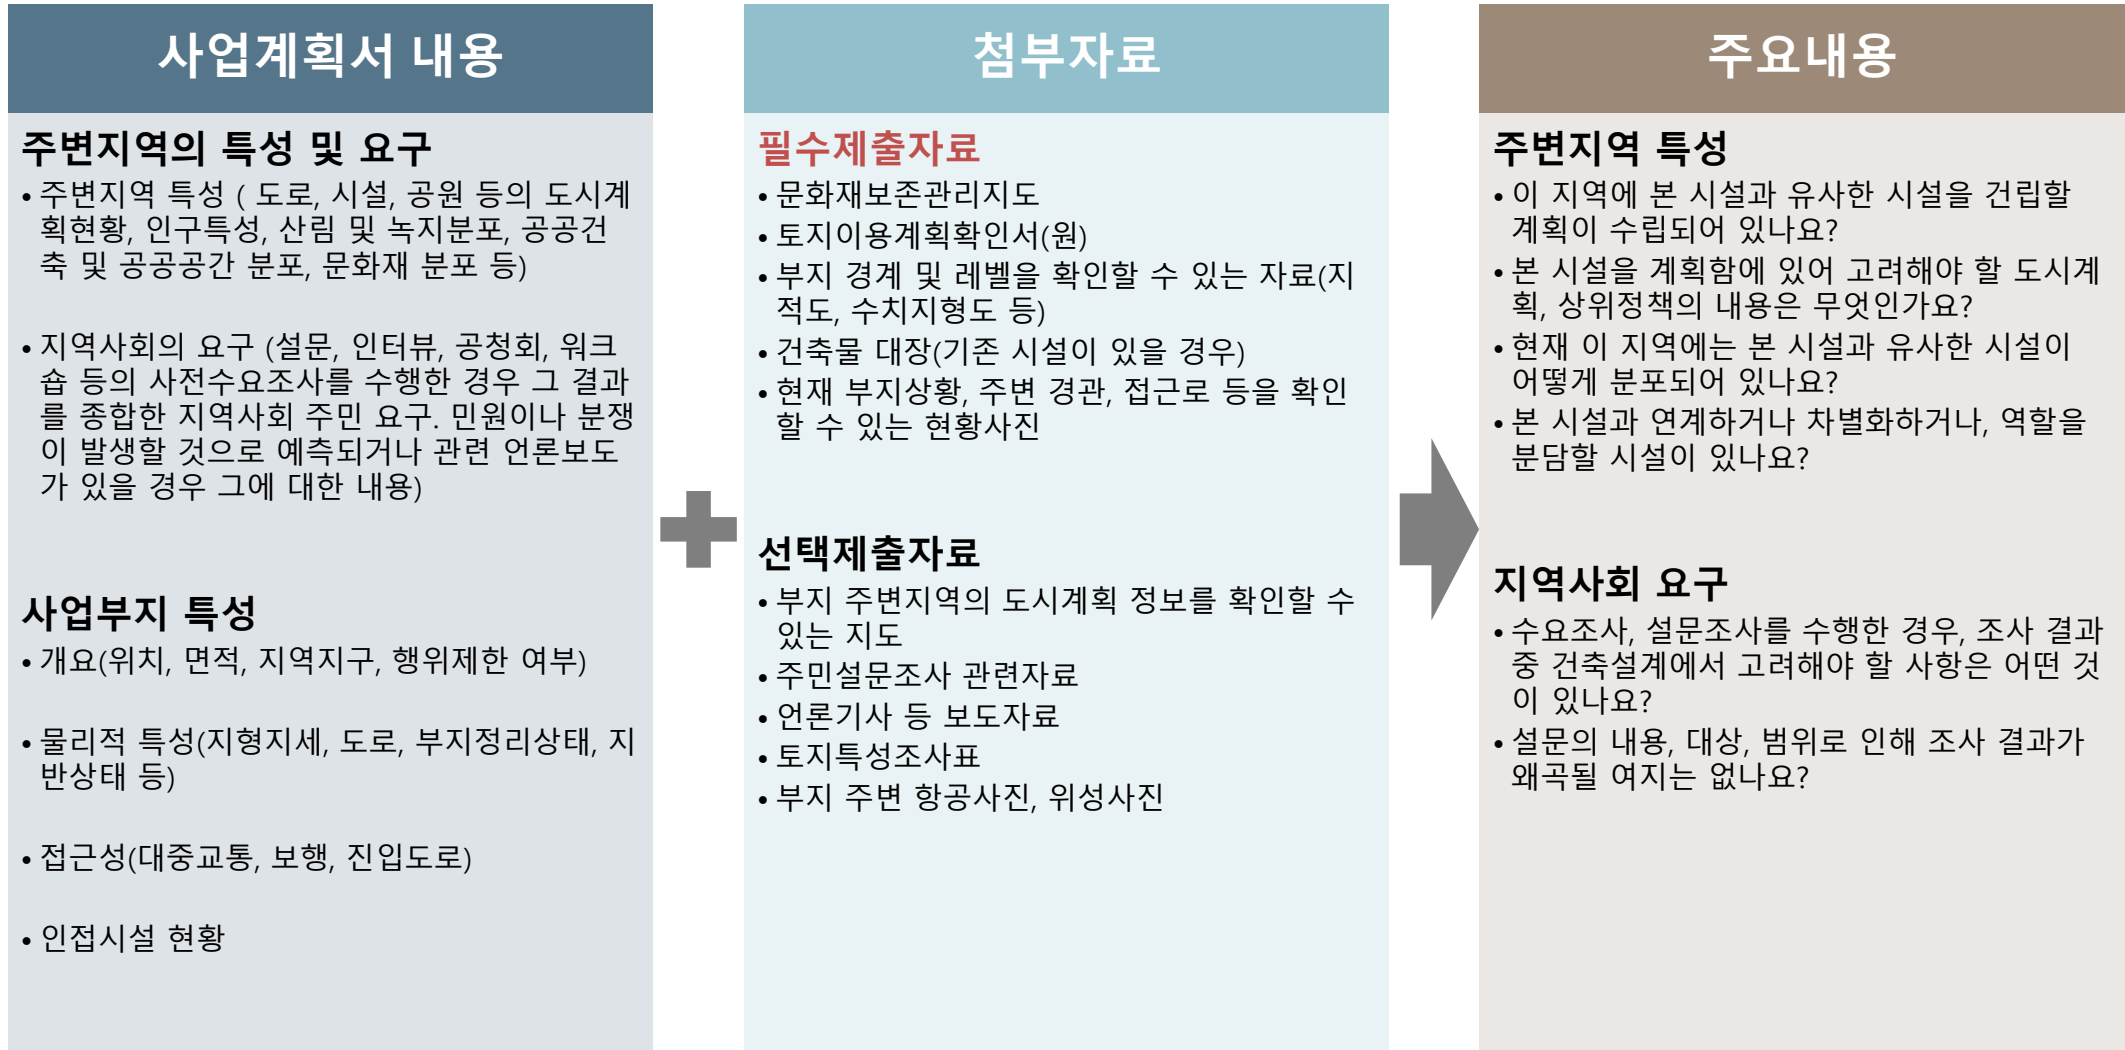 사업계획서 내용
주변지역의 특성 및 요구
• 주변지역 특성 ( 도로, 시설, 공원 등의 도시계
획현황, 인구특성, 산림 및 녹지분포, 공공건
축 및 공공공간 분포, 문화재 분포 등)
• 지역사회의 요구 (설문, 인터뷰, 공청회, 워크
숍 등의 사전수요조사를 수행한 경우 그 결과
를 종합한 지역사회 주민 요구. 민원이나 분쟁
이 발생할 것으로 예측되거나 관련 언론보도
가 있을 경우 그에 대한 내용)
사업부지 특성
• 개요(위치, 면적, 지역지구, 행위제한 여부)
• 물리적 특성(지형지세, 도로, 부지정리상태, 지
반상태 등)
• 접근성(대중교통, 보행, 진입도로)
• 인접시설 현황
첨부자료
필수제출자료
• 문화재보존관리지도
• 토지이용계획확인서(원)
• 부지 경계 및 레벨을 확인할 수 있는 자료(지
적도, 수치지형도 등)
• 건축물 대장(기존 시설이 있을 경우)
• 현재 부지상황, 주변 경관, 접근로 등을 확인
할 수 있는 현황사진
선택제출자료
• 부지 주변지역의 도시계획 정보를 확인할 수
있는 지도
• 주민설문조사 관련자료
• 언론기사 등 보도자료
• 토지특성조사표
• 부지 주변 항공사진, 위성사진
주요내용
주변지역 특성
• 이 지역에 본 시설과 유사한 시설을 건립할
계획이 수립되어 있나요?
• 본 시설을 계획함에 있어 고려해야 할 도시계
획, 상위정책의 내용은 무엇인가요?
• 현재 이 지역에는 본 시설과 유사한 시설이
어떻게 분포되어 있나요?
• 본 시설과 연계하거나 차별화하거나, 역할을
분담할 시설이 있나요?
지역사회 요구
• 수요조사, 설문조사를 수행한 경우, 조사 결과
중 건축설계에서 고려해야 할 사항은 어떤 것
이 있나요?
• 설문의 내용, 대상, 범위로 인해 조사 결과가
왜곡될 여지는 없나요?